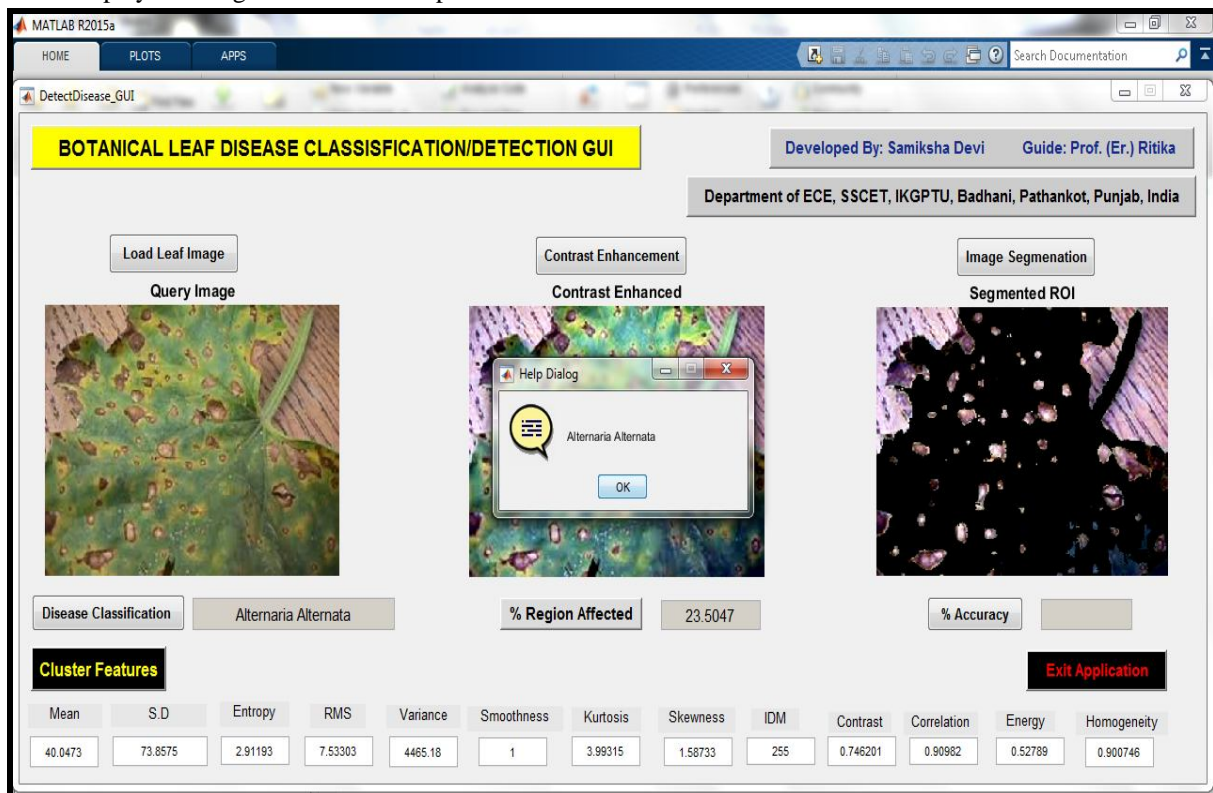 MATLAB R2015a
HOME PLOTS APPS
Search Documentation
DetectDisease_GUI
BOTANICAL LEAF DISEASE CLASSISFICATION/DETECTION GUI
Developed By: Samiksha Devi Guide: Prof. (Er.) Ritika
Department of ECE, SSCET, IKGPTU, Badhani, Pathankot, Punjab, India
Load Leaf Image
Contrast Enhancement
Image Segmenation
Query Image
Contrast Enhanced
Segmented ROI
Help Dialog
Alternaria Alternata
OK
Disease Classification Alternaria Alternata
% Region Affected 23.5047
% Accuracy
Cluster Features
Exit Application
Mean S.D Entropy RMS Variance Smoothness Kurtosis Skewness IDM Contrast Correlation Energy Homogeneity
40.0473 73.8575 2.91193 7.53303 4465.18 1 3.99315 1.58733 255 0.746201 0.90982 0.52789 0.900746